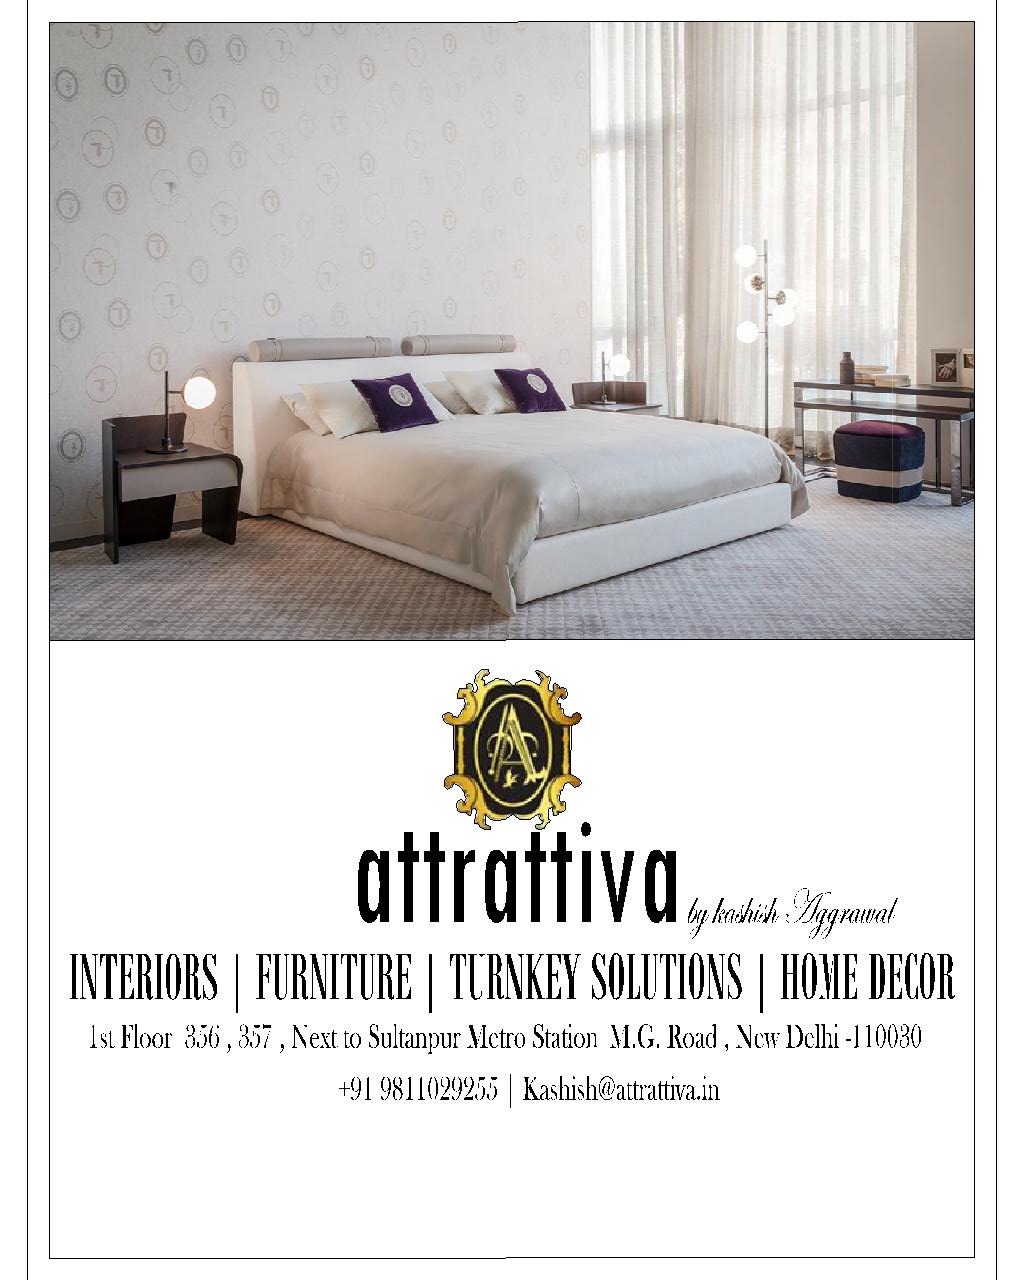 attrattiva by kashish Aggrawal
INTERIORS | FURNITURE | TURNKEY SOLUTIONS | HOME DECOR
1st Floor 356 , 357 , Next to Sultanpur Metro Station M.G. Road , New Delhi -110030
+91 9811029255 | Kashish@attrattiva.in